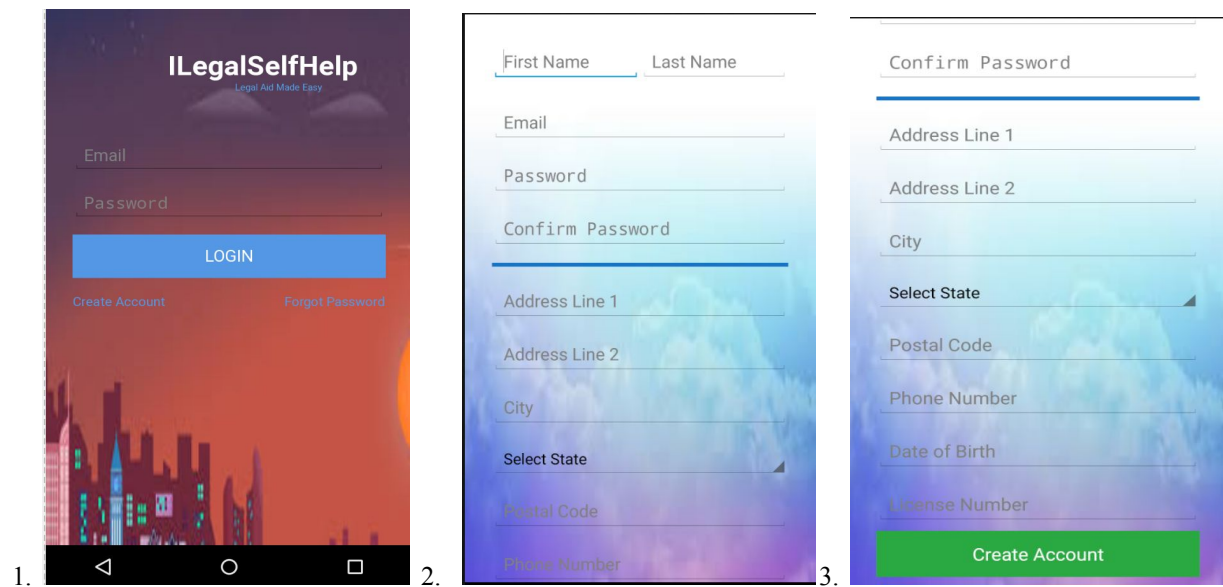 ILegalSelfHelp
Legal Aid Made Easy
Email
Password
LOGIN
Create Account Forgot Password
1.
First Name Last Name
Email
Password
Confirm Password
Address Line 1
Address Line 2
City
Select State
Postal Code
Phone Number
2.
Confirm Password
Address Line 1
Address Line 2
City
Select State
Postal Code
Phone Number
Date of Birth
License Number
Create Account
3.